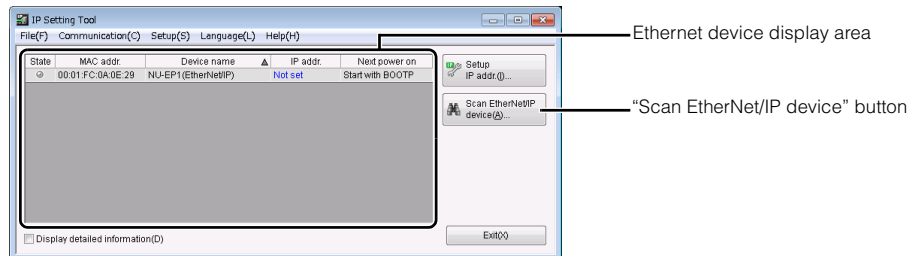 IP Setting Tool
File(F) Communication(C) Setup(S) Language(L) Help(H)
Ethernet device display area
State MAC addr. Device name IP addr. Next power on
00:01:FC:0A:0E:29 NU-EP1(EtherNet/IP) Not set Start with BOOTP
Setup
IP addr.(I)...
Scan EtherNet/IP
device(A)...
“Scan EtherNet/IP device” button
Display detailed information(D)
Exit(X)